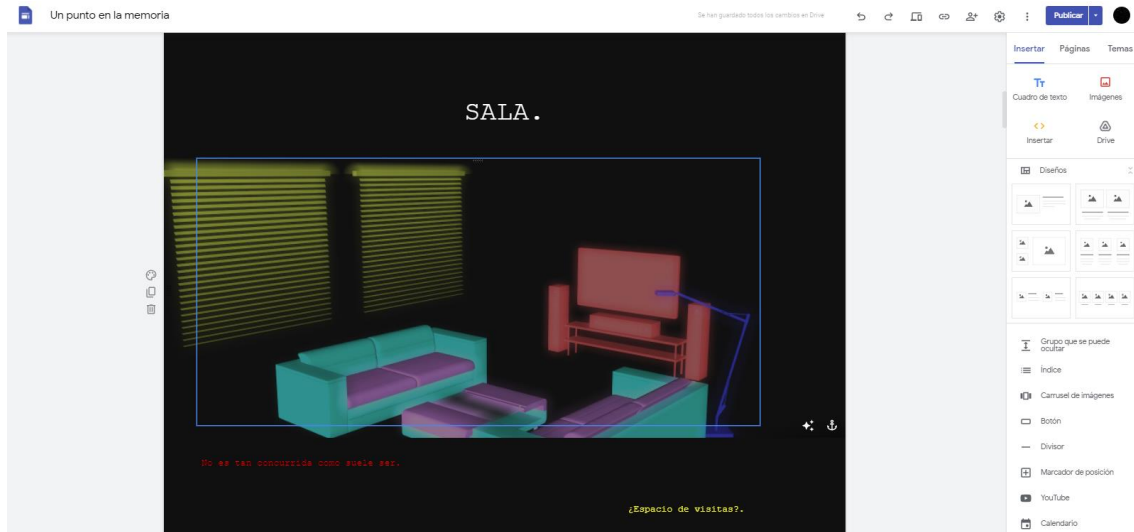 Un punto en la memoria
Se han guardado todos los cambios en Drive
Publicar
Insertar Páginas Temas
Cuadro de texto Imágenes
Insertar Drive
Diseños
SALA.
Grupo que se puede
ocultar
Índice
Carrusel de imágenes
Botón
Divisor
Marcador de posición
YouTube
Calendario
No es tan concurrida como suele ser.
¿Espacio de visitas?.